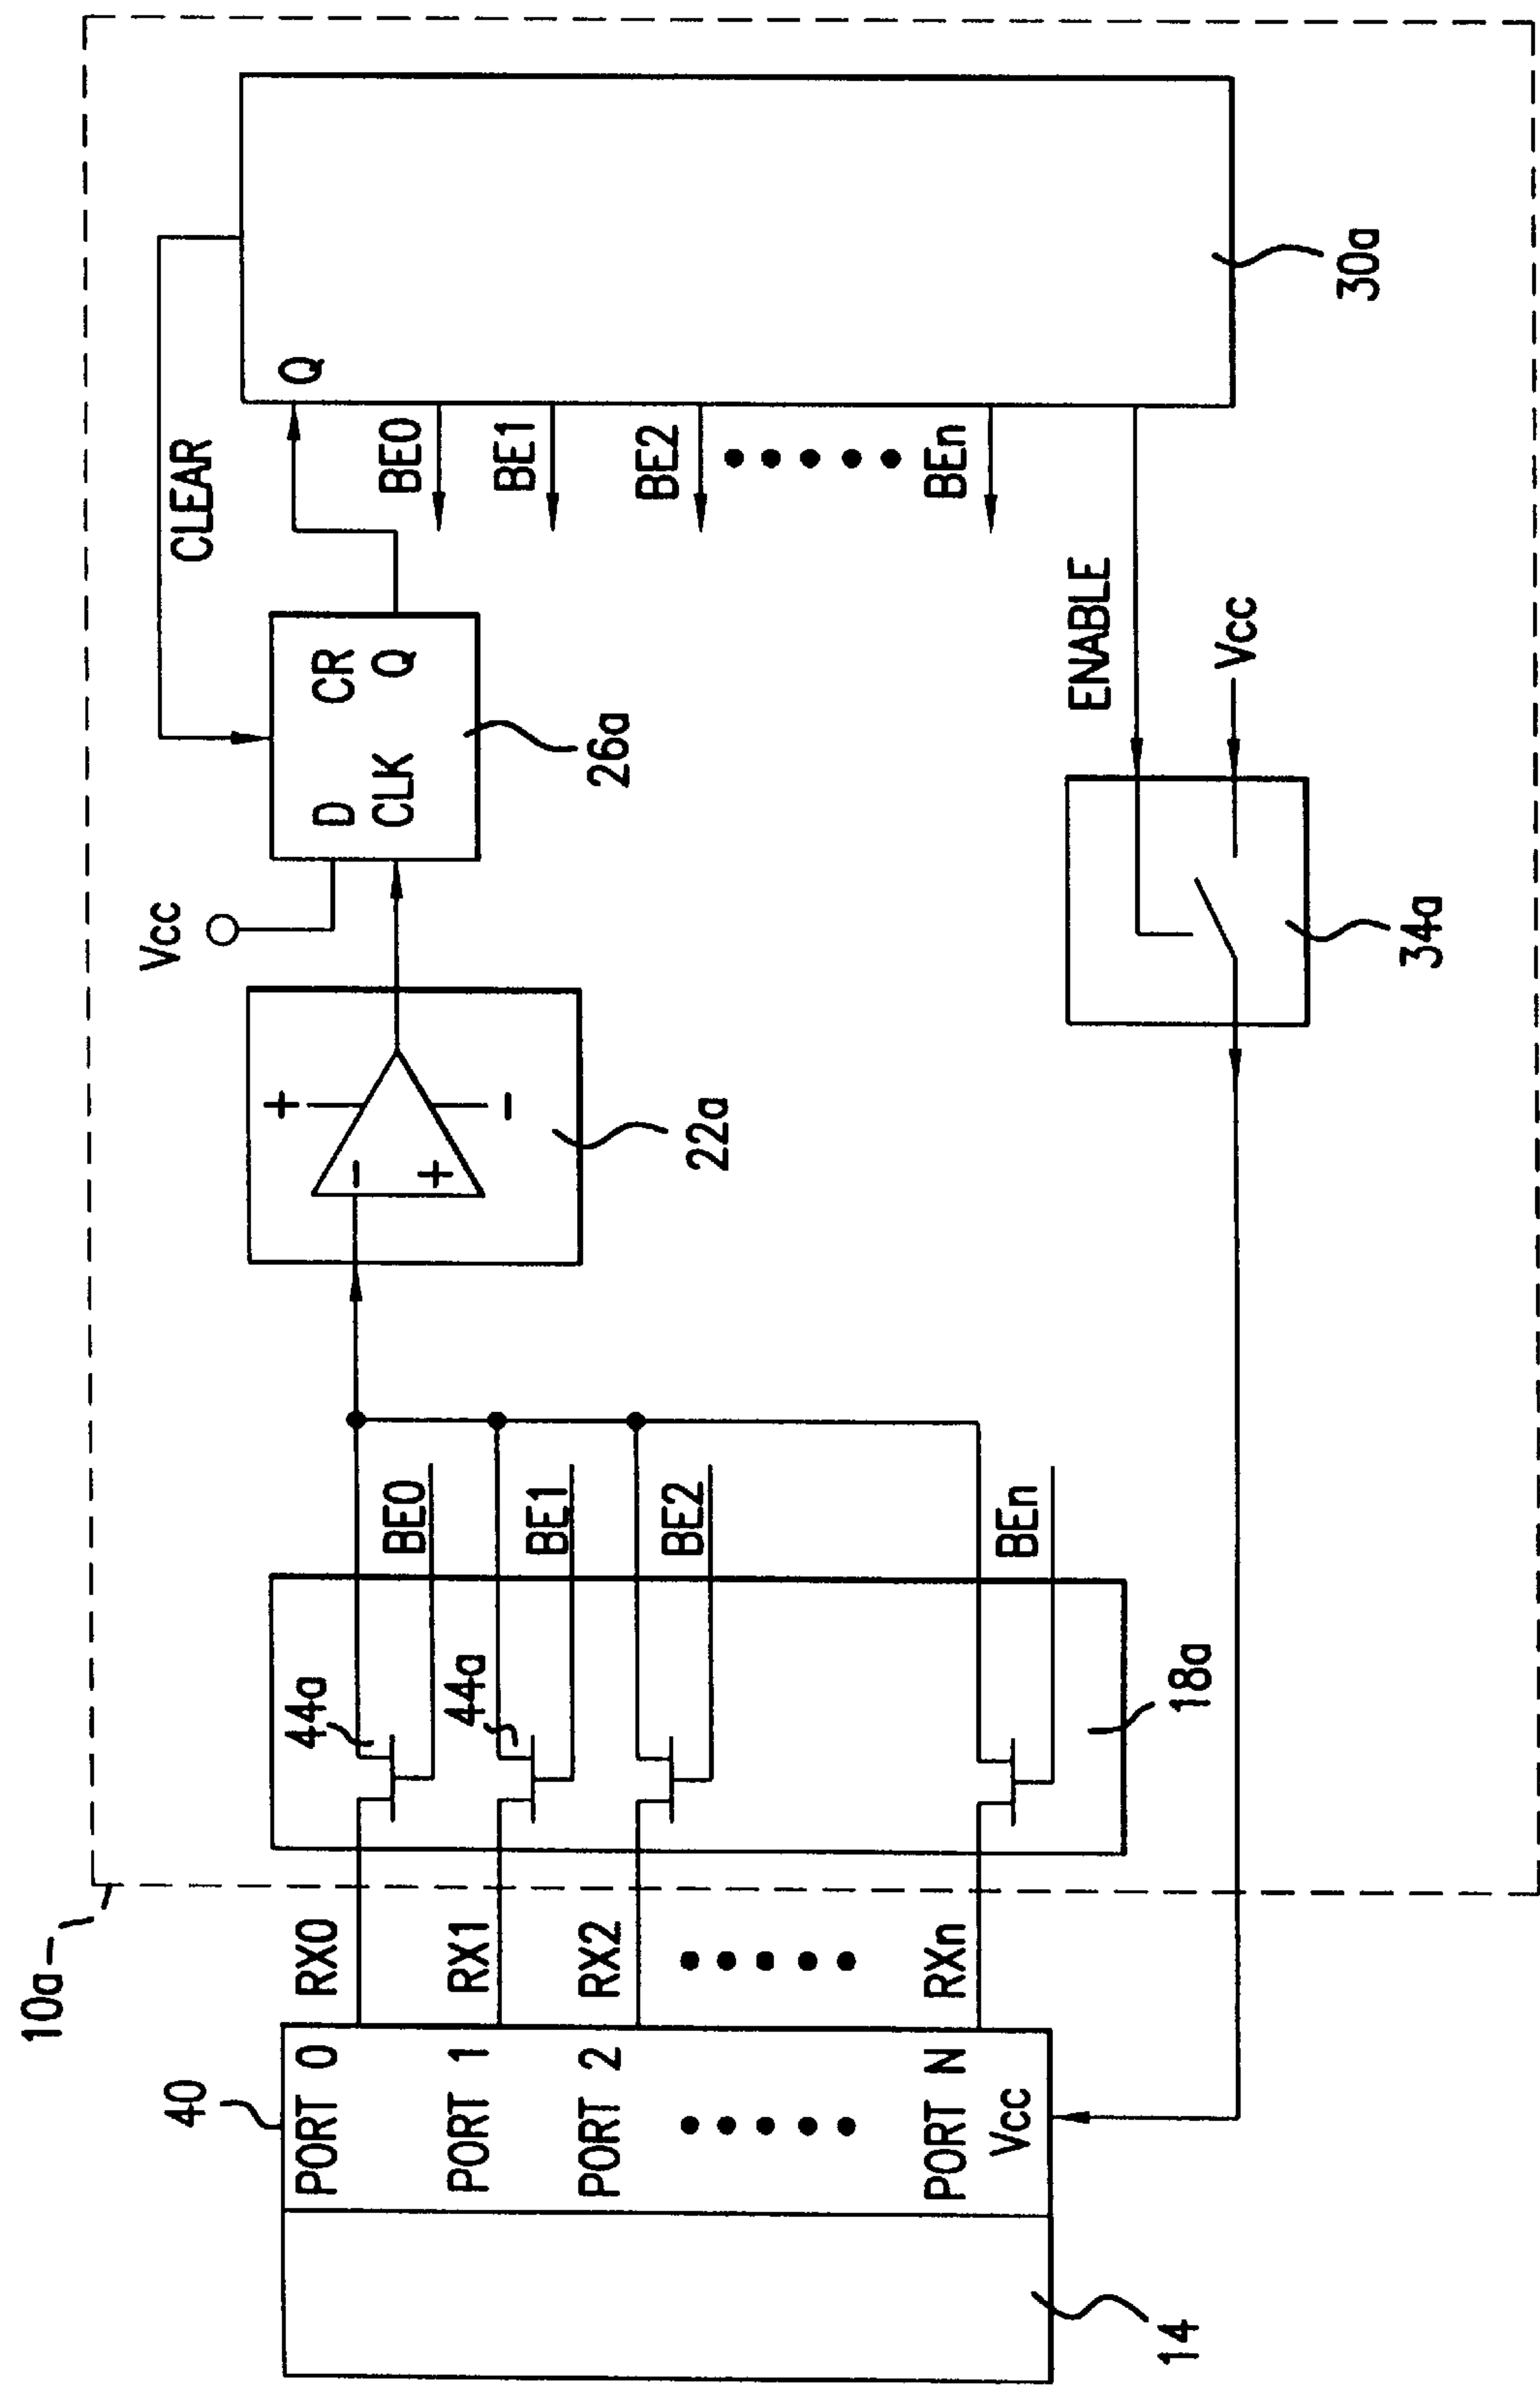 10a
40
PORT 0
PORT 1
PORT 2
PORT N
Vcc
14
RX0
RX1
RX2
RXn
44a
44a
18a
BE0
BE1
BE2
BEn
-
+
+
-
22a
Vcc
D CR
CLK Q
26a
CLEAR
Q
BE0
BE1
BE2
BEn
ENABLE
Vcc
34a
30a